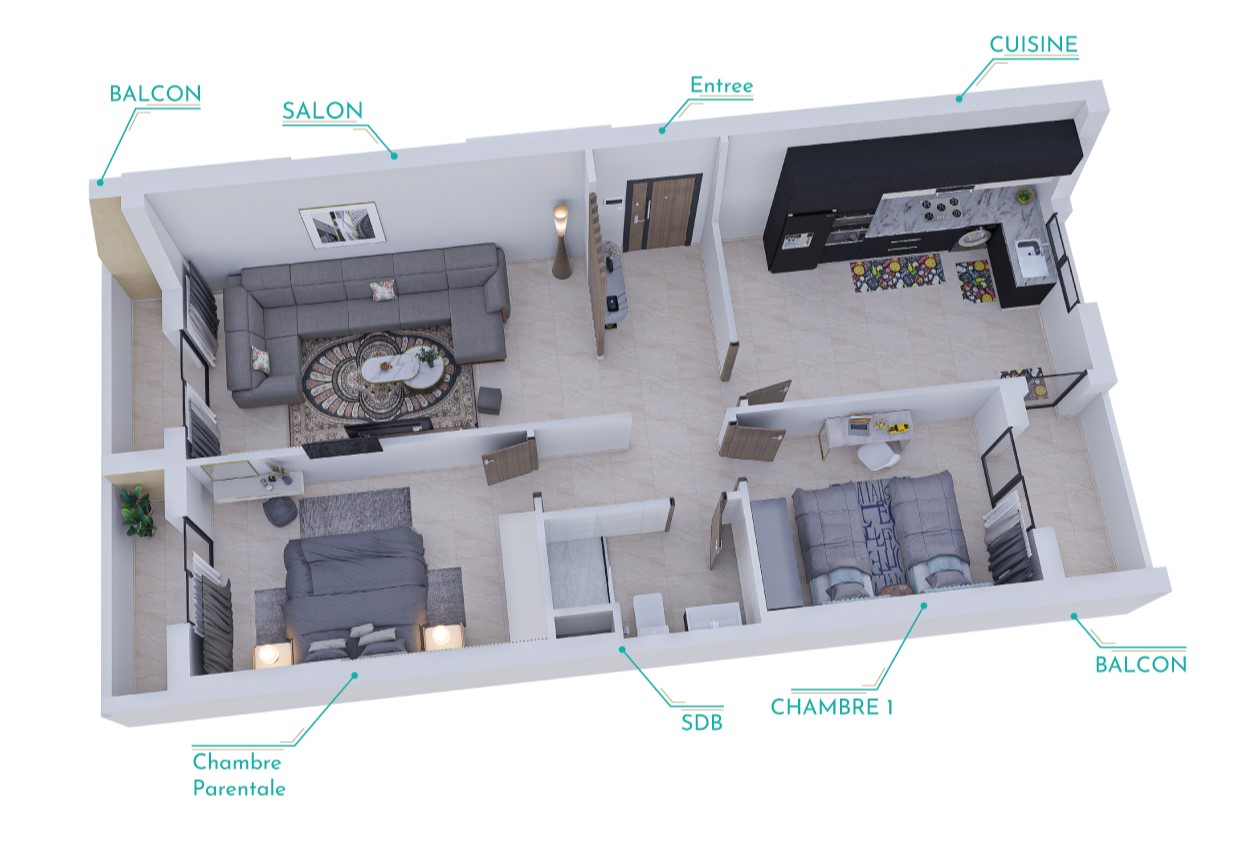 CUISINE
Entree
BALCON
SALON
BALCON
CHAMBRE 1
SDB
Chambre
Parentale